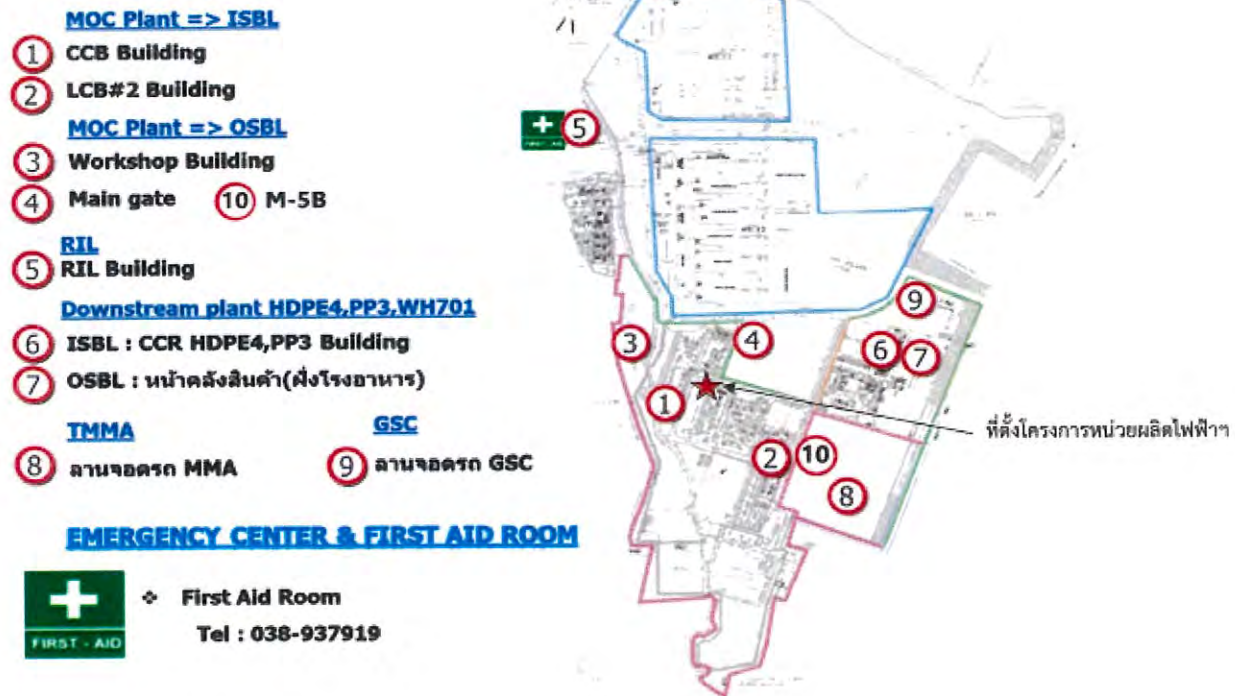 MOC Plant => ISBL
1 CCB Building
2 LCB#2 Building
MOC Plant => OSBL
3 Workshop Building
4 Main gate 10 M-5B
RIL
5 RIL Building
Downstream plant HDPE4,PP3,WH701
6 ISBL : CCR HDPE4,PP3 Building
7 OSBL : หน้าคลังสินค้า(ฝั่งโรงอาหาร)
TMMA GSC
8 ลานจอดรถ MMA 9 ลานจอดรถ GSC
EMERGENCY CENTER & FIRST AID ROOM
FIRST - AID
❖ First Aid Room
Tel : 038-937919
FIRST - AID 5
9
3 4 6 7
1
ที่ตั้งโครงการหน่วยผลิตไฟฟ้าฯ
2 10
8